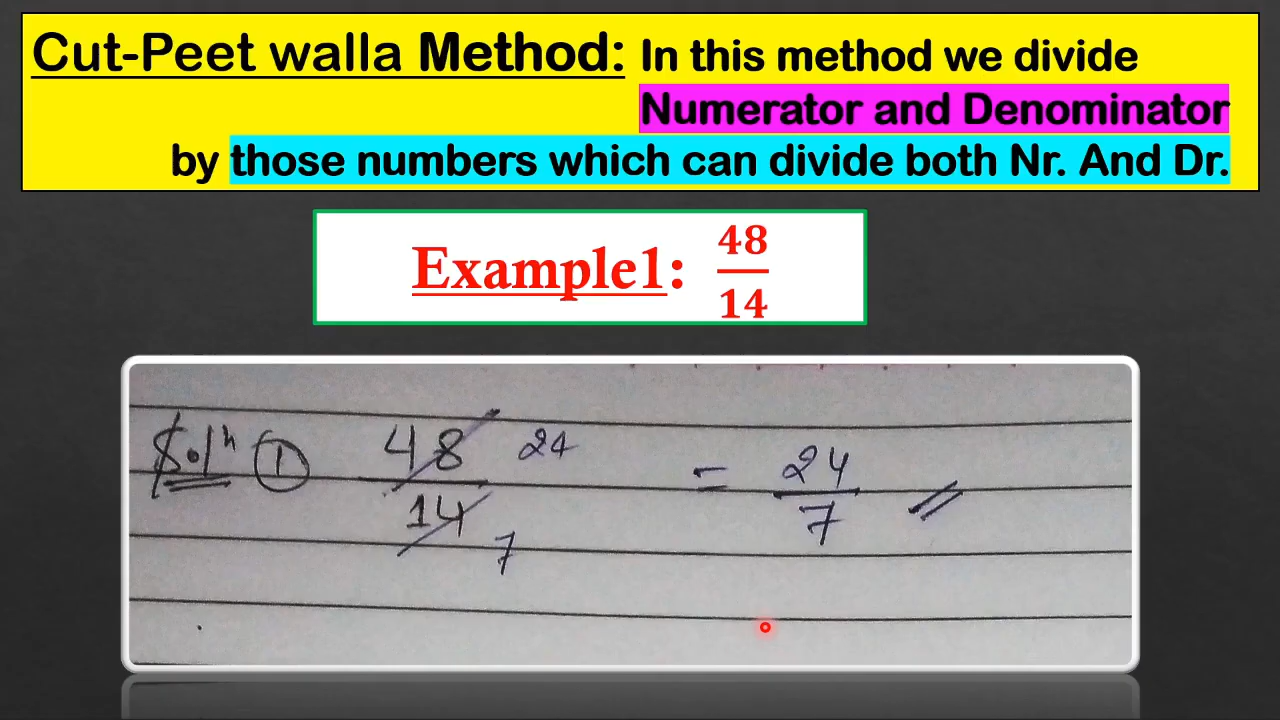 Cut-Peet walla Method: In this method we divide
Numerator and Denominator
by those numbers which can divide both Nr. And Dr.
Example1: 48/14
Solⁿ ① 48/14 24 7 = 24/7 //